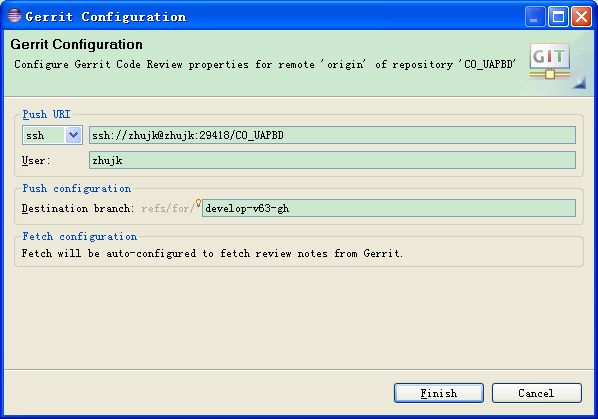 Gerrit Configuration
Gerrit Configuration
Configure Gerrit Code Review properties for remote 'origin' of repository 'CO_UAPBD'
GIT
Push URI
ssh
ssh://zhujk@zhujk:29418/CO_UAPBD
User:
zhujk
Push configuration
Destination branch: refs/for/
develop-v63-gh
Fetch configuration
Fetch will be auto-configured to fetch review notes from Gerrit.
Finish
Cancel